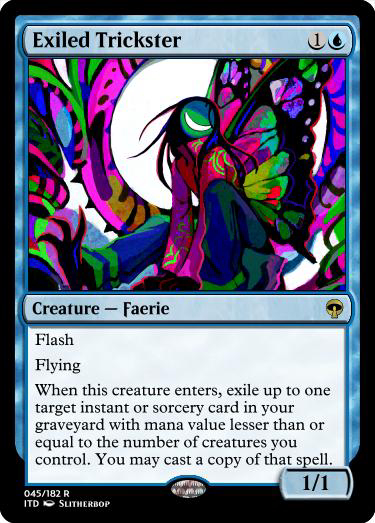 Exiled Trickster 1
Creature — Faerie
Flash
Flying
When this creature enters, exile up to one
target instant or sorcery card in your
graveyard with mana value lesser than or
equal to the number of creatures you
control. You may cast a copy of that spell.
1/1
045/182 R
ITD Slitherbop